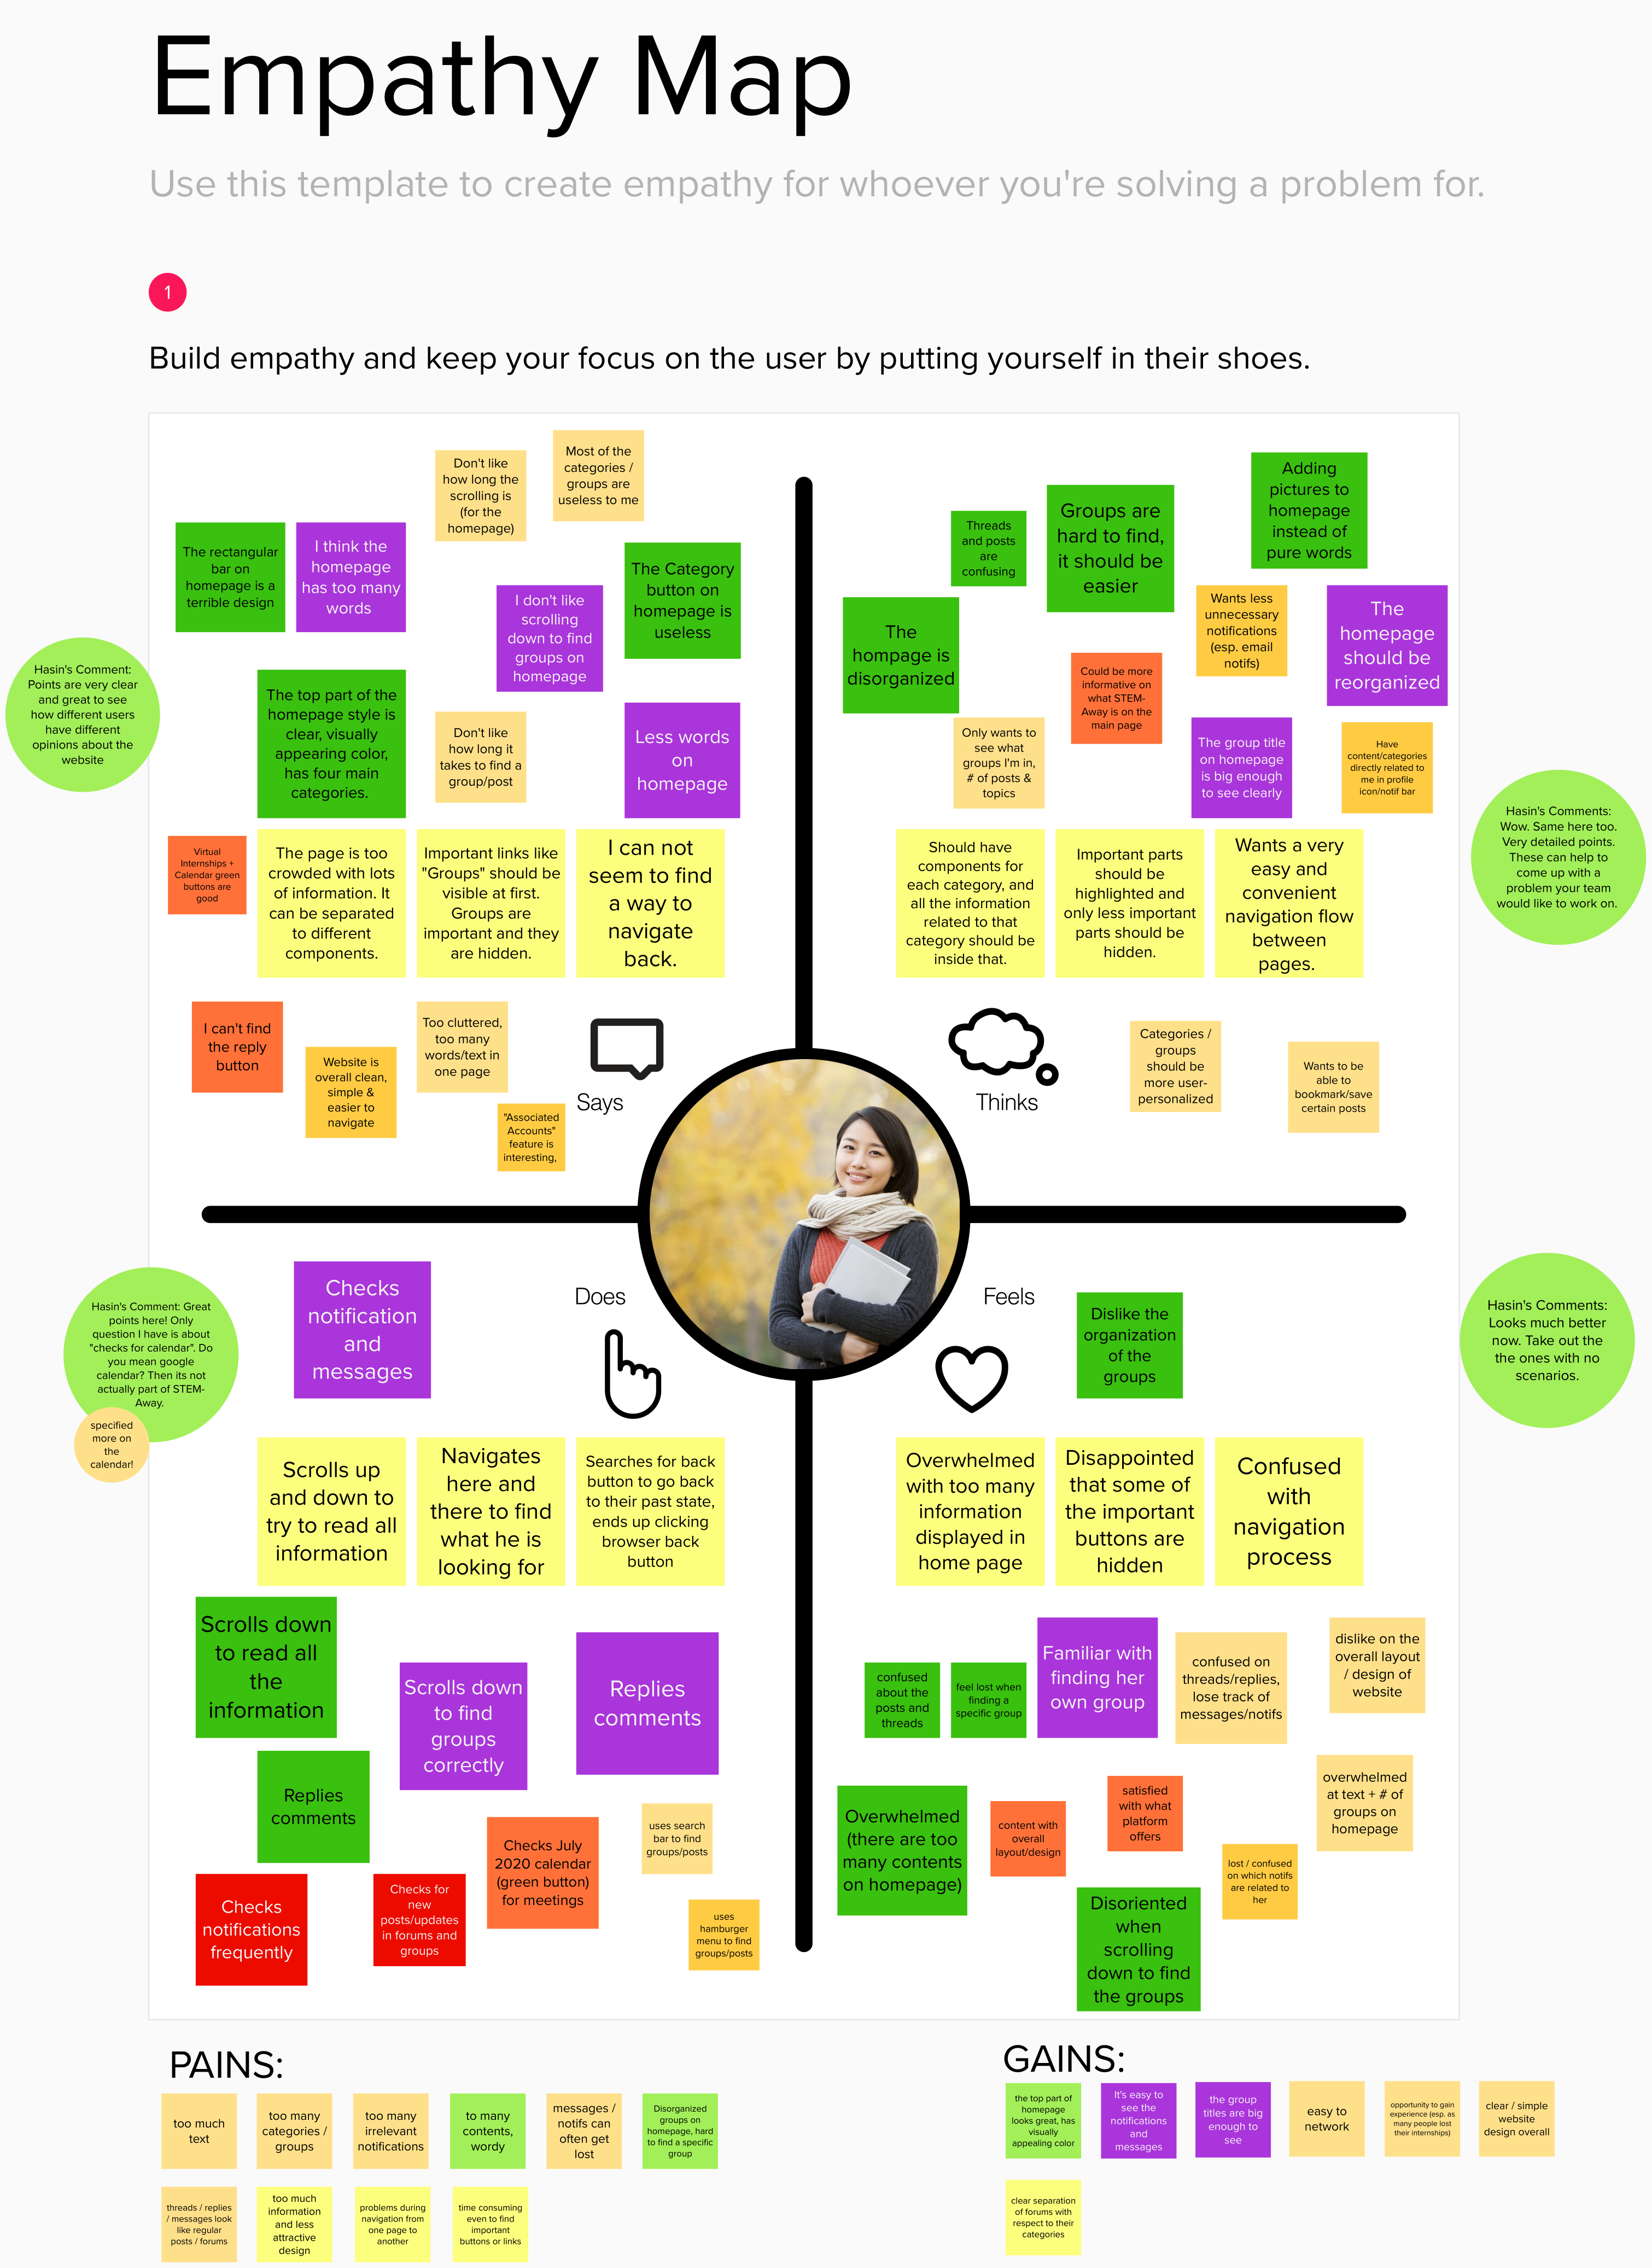 Empathy Map
Use this template to create empathy for whoever you're solving a problem for.
1
Build empathy and keep your focus on the user by putting yourself in their shoes.
Don't like
how long the
scrolling is
(for the
homepage)
Most of the
categories /
groups are
useless to me
The rectangular
bar on
homepage is a
terrible design
I think the
homepage
has too many
words
I don't like
scrolling
down to find
groups on
homepage
The Category
button on
homepage is
useless
Hasin's Comment:
Points are very clear
and great to see
how different users
have different
opinions about the
website
The top part of the
homepage style is
clear, visually
appearing color,
has four main
categories.
Don't like
how long it
takes to find a
group/post
Less words
on
homepage
Virtual
Internships +
Calendar green
buttons are
good
The page is too
crowded with lots
of information. It
can be separated
to different
components.
Important links like
"Groups" should be
visible at first.
Groups are
important and they
are hidden.
I can not
seem to find
a way to
navigate
back.
I can't find
the reply
button
Website is
overall clean,
simple &
easier to
navigate
Too cluttered,
too many
words/text in
one page
"Associated
Accounts"
feature is
interesting,
Says
Threads
and posts
are
confusing
Groups are
hard to find,
it should be
easier
Adding
pictures to
homepage
instead of
pure words
The
hompage is
disorganized
Could be more
informative on
what STEM-
Away is on the
main page
Wants less
unnecessary
notifications
(esp. email
notifs)
The
homepage
should be
reorganized
Only wants to
see what
groups I'm in,
# of posts &
topics
The group title
on homepage
is big enough
to see clearly
Have
content/categories
directly related to
me in profile
icon/notif bar
Hasin's Comments:
Wow. Same here too.
Very detailed points.
These can help to
come up with a
problem your team
would like to work on.
Should have
components for
each category, and
all the information
related to that
category should be
inside that.
Important parts
should be
highlighted and
only less important
parts should be
hidden.
Wants a very
easy and
convenient
navigation flow
between
pages.
Thinks
Categories /
groups
should be
more user-
personalized
Wants to be
able to
bookmark/save
certain posts
Checks
notification
and
messages
Does
Hasin's Comment: Great
points here! Only
question I have is about
"checks for calendar". Do
you mean google
calendar? Then its not
actually part of STEM-
Away.
specified
more on
the
calendar!
Scrolls up
and down to
try to read all
information
Navigates
here and
there to find
what he is
looking for
Searches for back
button to go back
to their past state,
ends up clicking
browser back
button
Scrolls down
to read all
the
information
Scrolls down
to find
groups
correctly
Replies
comments
Replies
comments
Checks July
2020 calendar
(green button)
for meetings
uses search
bar to find
groups/posts
Checks
notifications
frequently
Checks for
new
posts/updates
in forums and
groups
uses
hamburger
menu to find
groups/posts
Feels
Dislike the
organization
of the
groups
Hasin's Comments:
Looks much better
now. Take out the
the ones with no
scenarios.
Overwhelmed
with too many
information
displayed in
home page
Disappointed
that some of
the important
buttons are
hidden
Confused
with
navigation
process
confused
about the
posts and
threads
feel lost when
finding a
specific group
Familiar with
finding her
own group
confused on
threads/replies,
lose track of
messages/notifs
dislike on the
overall layout
/ design of
website
Overwhelmed
(there are too
many contents
on homepage)
content with
overall
layout/design
satisfied
with what
platform
offers
overwhelmed
at text + # of
groups on
homepage
lost / confused
on which notifs
are related to
her
Disoriented
when
scrolling
down to find
the groups
PAINS:
too much
text
too many
categories /
groups
too many
irrelevant
notifications
to many
contents,
wordy
messages /
notifs can
often get
lost
Disorganized
groups on
homepage, hard
to find a specific
group
threads / replies
/ messages look
like regular
posts / forums
too much
information
and less
attractive
design
problems during
navigation from
one page to
another
time consuming
even to find
important
buttons or links
GAINS:
the top part of
homepage
looks great, has
visually
appealing color
It's easy to
see the
notifications
and
messages
the group
titles are big
enough to
see
easy to
network
opportunity to gain
experience (esp. as
many people lost
their internships)
clear / simple
website
design overall
clear separation
of forums with
respect to their
categories